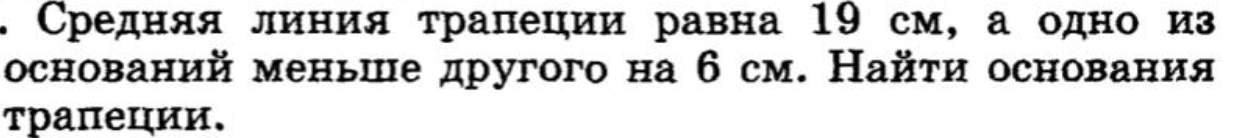 . Средняя линия трапеции равна 19 см, а одно из
оснований меньше другого на 6 см. Найти основания
трапеции.